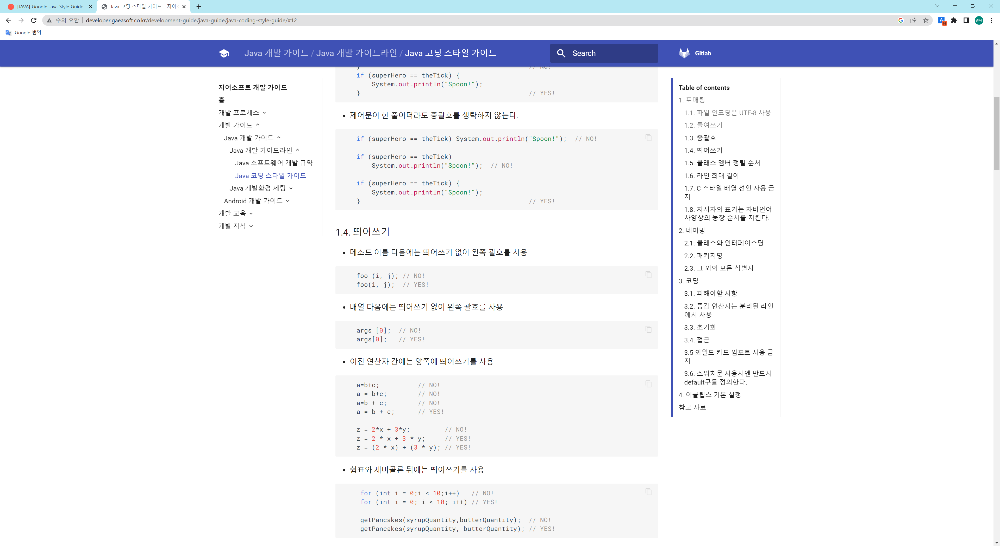 [JAVA] Google Java Style Guide
Java 코딩 스타일 가이드 - 지어소
주의 요함 developer.gaeasoft.co.kr/development-guide/java-guide/java-coding-style-guide/#12
관욱
Google 번역
Java 개발 가이드 / Java 개발 가이드라인 / Java 코딩 스타일 가이드
Search
Gitlab
지어소프트 개발 가이드
홈
개발 프로세스
개발 가이드
Java 개발 가이드
Java 개발 가이드라인
Java 소프트웨어 개발 규약
Java 코딩 스타일 가이드
Java 개발환경 세팅
Android 개발 가이드
개발 교육
개발 지식
} // NO!
if (superHero == theTick) {
System.out.println("Spoon!");
} // YES!
• 제어문이 한 줄이더라도 중괄호를 생략하지 않는다.
if (superHero == theTick) System.out.println("Spoon!"); // NO!
if (superHero == theTick)
System.out.println("Spoon!"); // NO!
if (superHero == theTick) {
System.out.println("Spoon!");
} // YES!
1.4. 띄어쓰기
• 메소드 이름 다음에는 띄어쓰기 없이 왼쪽 괄호를 사용
foo (i, j); // NO!
foo(i, j); // YES!
• 배열 다음에는 띄어쓰기 없이 왼쪽 괄호를 사용
args [0]; // NO!
args[0]; // YES!
• 이진 연산자 간에는 양쪽에 띄어쓰기를 사용
a=b+c; // NO!
a = b+c; // NO!
a=b + c; // NO!
a = b + c; // YES!
z = 2*x + 3*y; // NO!
z = 2 * x + 3 * y; // YES!
z = (2 * x) + (3 * y); // YES!
• 쉼표와 세미콜론 뒤에는 띄어쓰기를 사용
for (int i = 0;i < 10;i++) // NO!
for (int i = 0; i < 10; i++) // YES!
getPancakes(syrupQuantity,butterQuantity); // NO!
getPancakes(syrupQuantity, butterQuantity); // YES!
Table of contents
1. 포매팅
1.1. 파일 인코딩은 UTF-8 사용
1.2. 들여쓰기
1.3. 중괄호
1.4. 띄어쓰기
1.5. 클래스 멤버 정렬 순서
1.6. 라인 최대 길이
1.7. C 스타일 배열 선언 사용 금
지
1.8. 지시자의 표기는 자바언어
사양상의 등장 순서를 지킨다.
2. 네이밍
2.1. 클래스와 인터페이스명
2.2. 패키지명
2.3. 그 외의 모든 식별자
3. 코딩
3.1. 피해야할 사항
3.2. 증감 연산자는 분리된 라인
에서 사용
3.3. 초기화
3.4. 접근
3.5 와일드 카드 임포트 사용 금
지
3.6. 스위치문 사용시엔 반드시
default구를 정의한다.
4. 이클립스 기본 설정
참고 자료